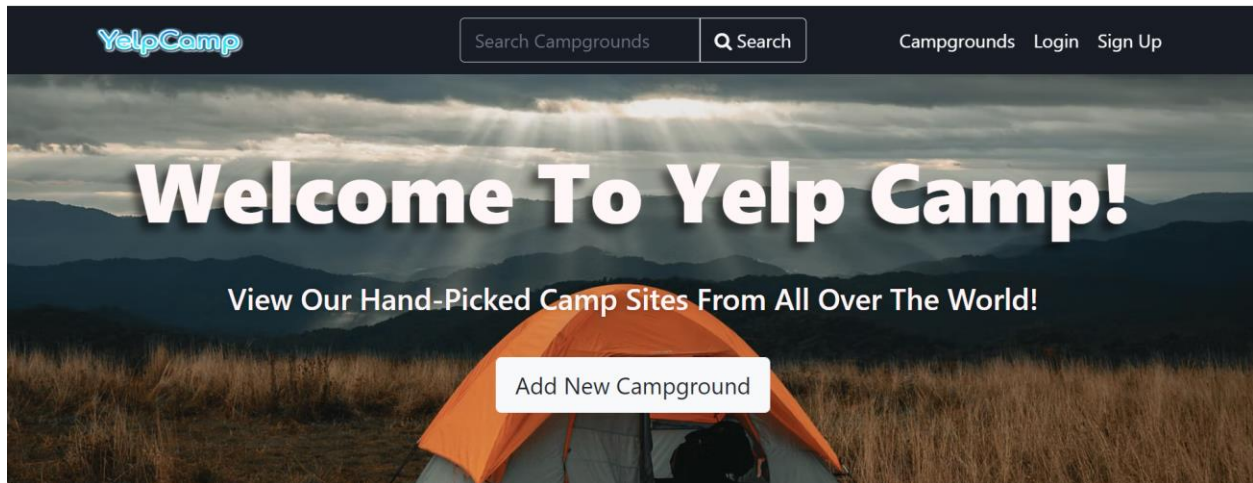 YelpCamp
Search Campgrounds
Search
Campgrounds Login Sign Up
Welcome To Yelp Camp!
View Our Hand-Picked Camp Sites From All Over The World!
Add New Campground